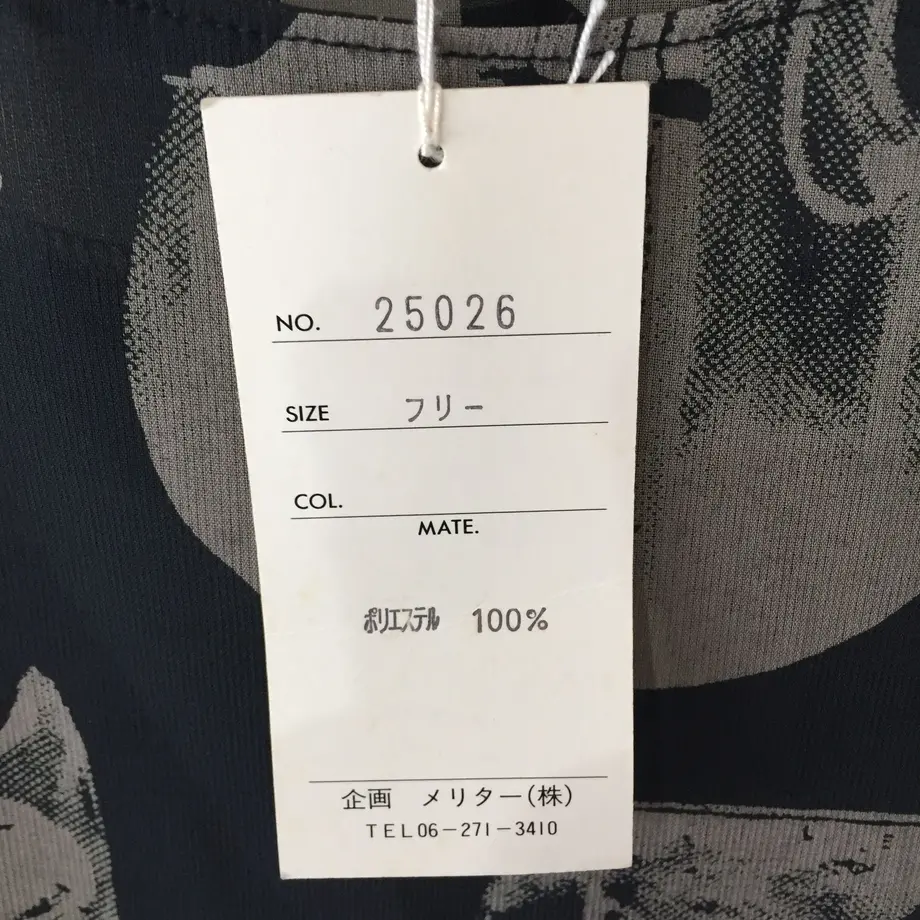 NO. 25026
SIZE フリー
COL.
MATE.
ポリエステル 100%
企画 メリター(株)
TEL06-271-3410